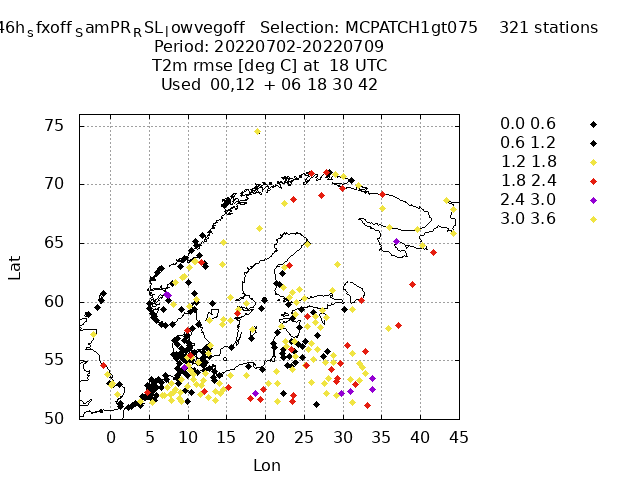 46h_s fxoff_S amPR_R SL_l owvegoff Selection: MCPATCH1gt075 321 stations
Period: 20220702-20220709
T2m rmse [deg C] at 18 UTC
Used 00,12 + 06 18 30 42
0.0 0.6
0.6 1.2
1.2 1.8
1.8 2.4
2.4 3.0
3.0 3.6
75
70
65
60
55
50
Lat
0 5 10 15 20 25 30 35 40 45
Lon